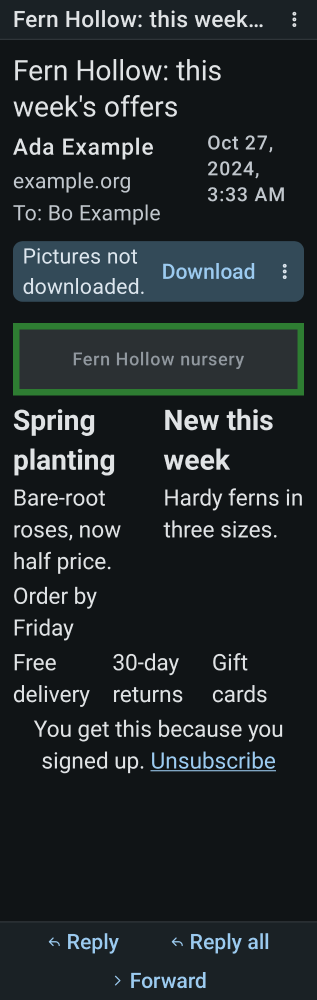 Fern Hollow: this week…
Fern Hollow: this
week's offers
Ada Example
example.org
To: Bo Example
Oct 27,
2024,
3:33 AM
Pictures not
downloaded.
Download
Fern Hollow nursery
Spring
planting
Bare-root
roses, now
half price.
Order by
Friday
New this
week
Hardy ferns in
three sizes.
Free
delivery
30-day
returns
Gift
cards
You get this because you
signed up. Unsubscribe
Reply
Reply all
Forward